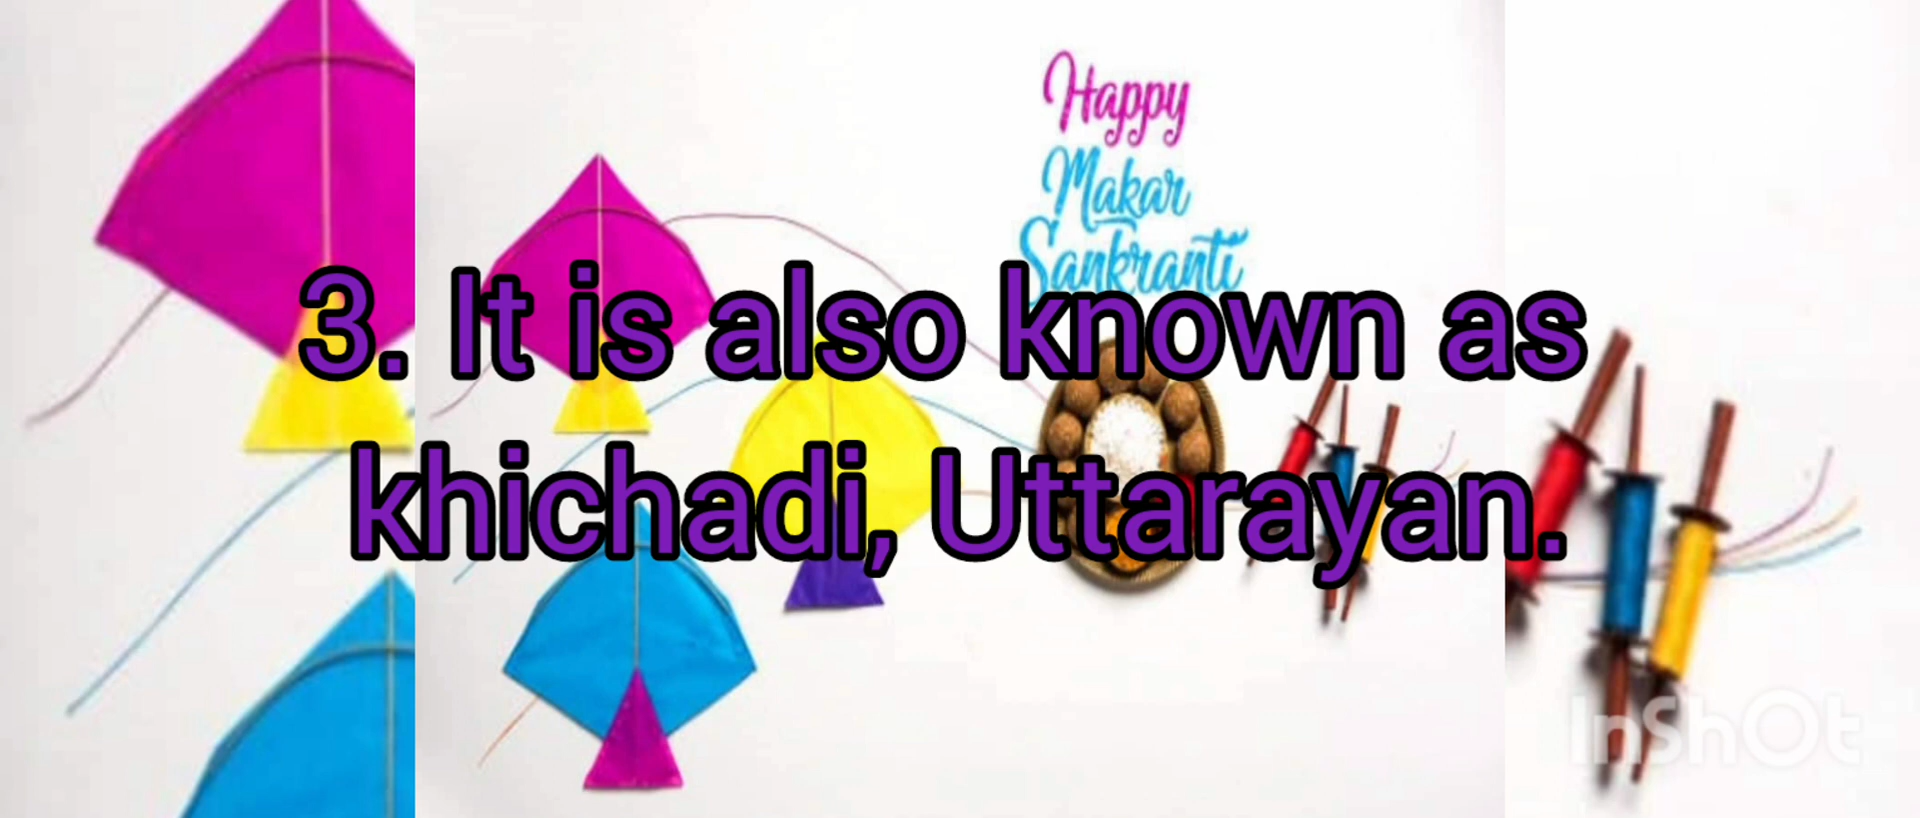 Happy
Makar
Sankranti
3. It is also known as
khichadi, Uttarayan.
InShOt